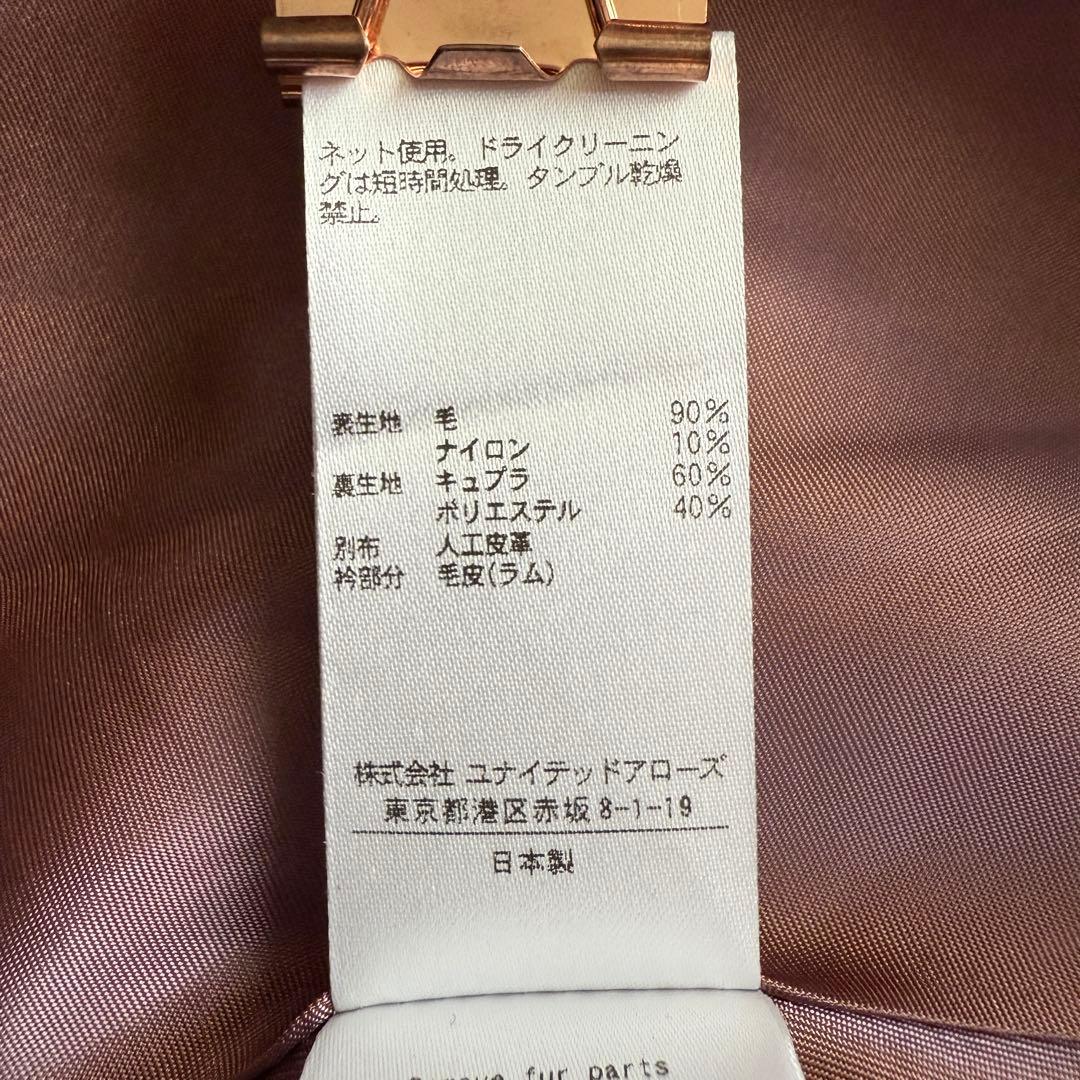 ネット使用。ドライクリーニン
グは短時間処理。タンブル乾燥
禁止。
表生地 毛 90%
ナイロン 10%
裏生地 キュプラ 60%
ポリエステル 40%
別布 人工皮革
衿部分 毛皮(ラム)
株式会社 ユナイテッドアローズ
東京都港区赤坂8-1-19
日本製
fur parts